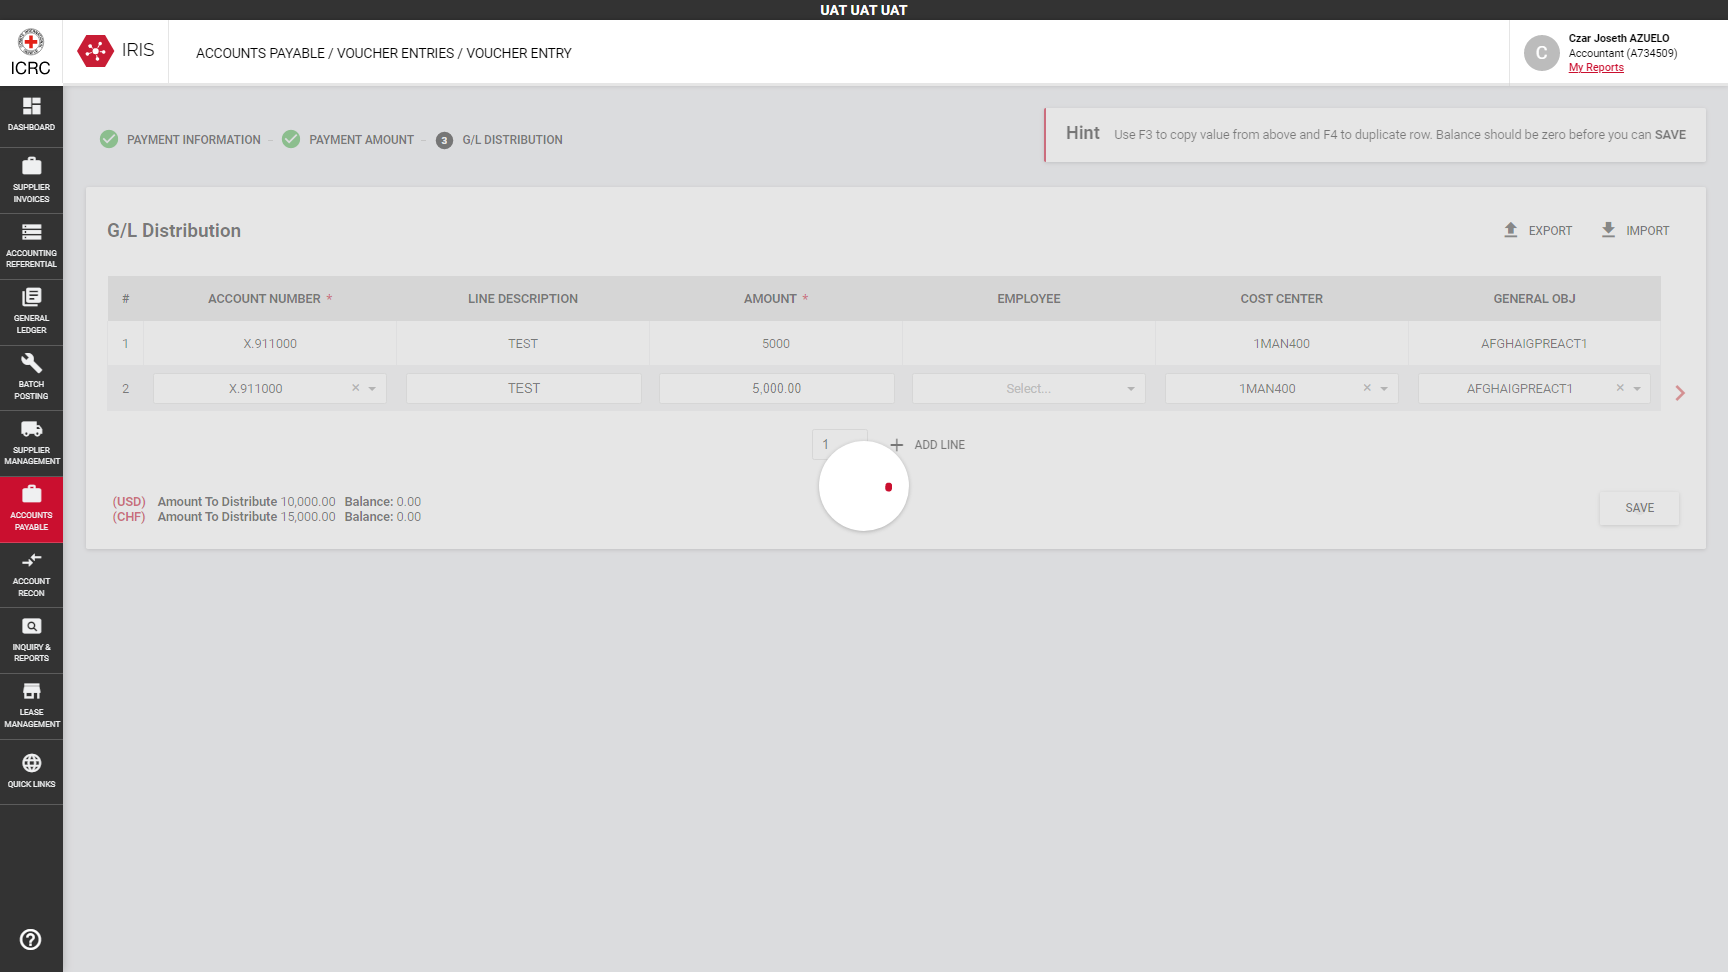 UAT UAT UAT
ICRC
IRIS
ACCOUNTS PAYABLE / VOUCHER ENTRIES / VOUCHER ENTRY
C
Czar Joseth AZUELO
Accountant (A734509)
My Reports
DASHBOARD
SUPPLIER
INVOICES
ACCOUNTING
REFERENTIAL
GENERAL
LEDGER
BATCH
POSTING
SUPPLIER
MANAGEMENT
ACCOUNTS
PAYABLE
ACCOUNT
RECON
INQUIRY &
REPORTS
LEASE
MANAGEMENT
QUICK LINKS
PAYMENT INFORMATION - PAYMENT AMOUNT - 3 G/L DISTRIBUTION
Hint Use F3 to copy value from above and F4 to duplicate row. Balance should be zero before you can SAVE
G/L Distribution
EXPORT IMPORT
# ACCOUNT NUMBER * LINE DESCRIPTION AMOUNT * EMPLOYEE COST CENTER GENERAL OBJ
1 X.911000 TEST 5000 1MAN400 AFGHAIGPREACT1
2 X.911000 × TEST 5,000.00 Select... 1MAN400 × AFGHAIGPREACT1 ×
1 + ADD LINE
(USD) Amount To Distribute 10,000.00 Balance: 0.00
(CHF) Amount To Distribute 15,000.00 Balance: 0.00
SAVE